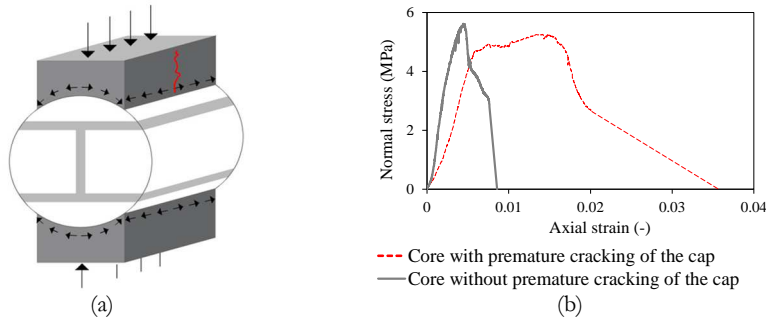 6
4
2
0
Normal stress (MPa)
0
0.01
0.02
0.03
0.04
Axial strain (-)
Core with premature cracking of the cap
Core without premature cracking of the cap
(a)
(b)